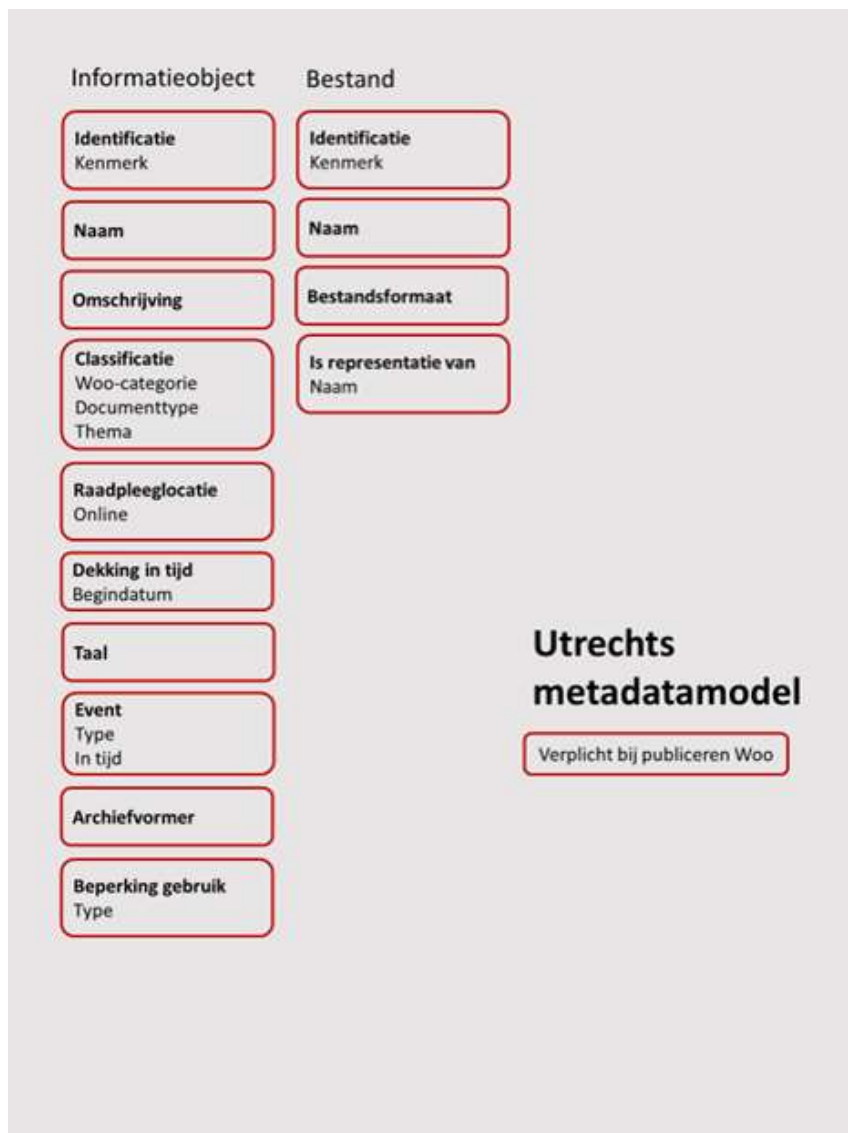 Informatieobject
Identificatie
Kenmerk
Naam
Omschrijving
Classificatie
Woo-categorie
Documenttype
Thema
Raadpleeglocatie
Online
Dekking in tijd
Begindatum
Taal
Event
Type
In tijd
Archiefvormer
Beperking gebruik
Type
Bestand
Identificatie
Kenmerk
Naam
Bestandsformaat
Is representatie van
Naam
Utrechts
metadatamodel
Verplicht bij publiceren Woo